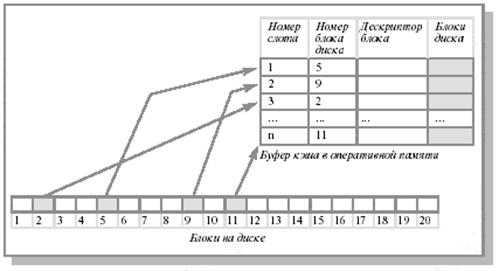 Номер слота Номер блока диска Дескриптор блока Блоки диска
1 5
2 9
3 2
... ... ... ...
n 11
Буфер кэша в оперативной памяти
1 2 3 4 5 6 7 8 9 10 11 12 13 14 15 16 17 18 19 20
Блоки на диске